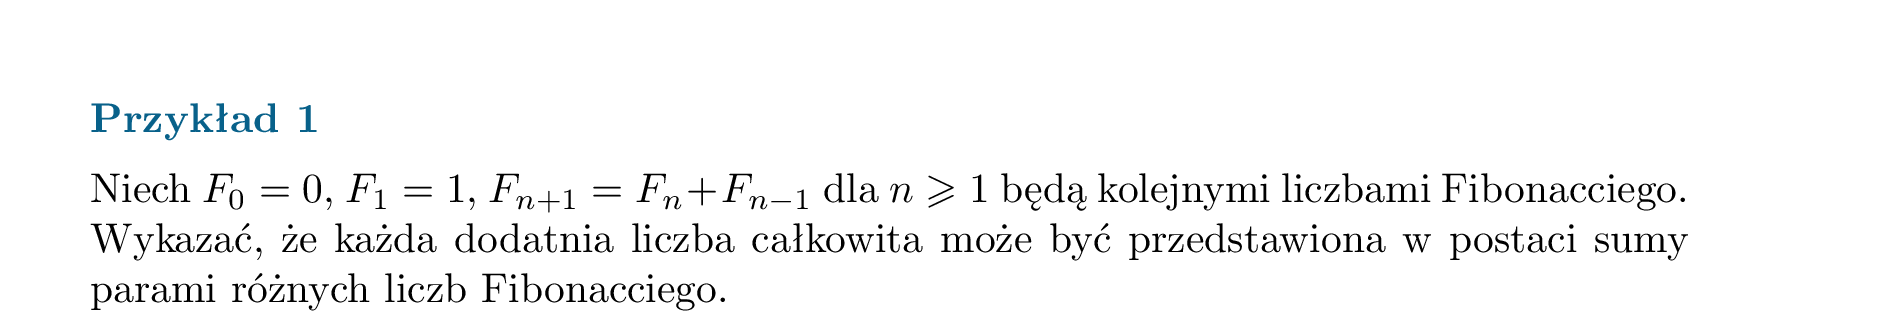 Przykład 1
Niech $F_0 = 0$, $F_1 = 1$, $F_{n+1} = F_n + F_{n-1}$ dla $n \geqslant 1$ będą kolejnymi liczbami Fibonacciego.
Wykazać, że każda dodatnia liczba całkowita może być przedstawiona w postaci sumy
parami różnych liczb Fibonacciego.